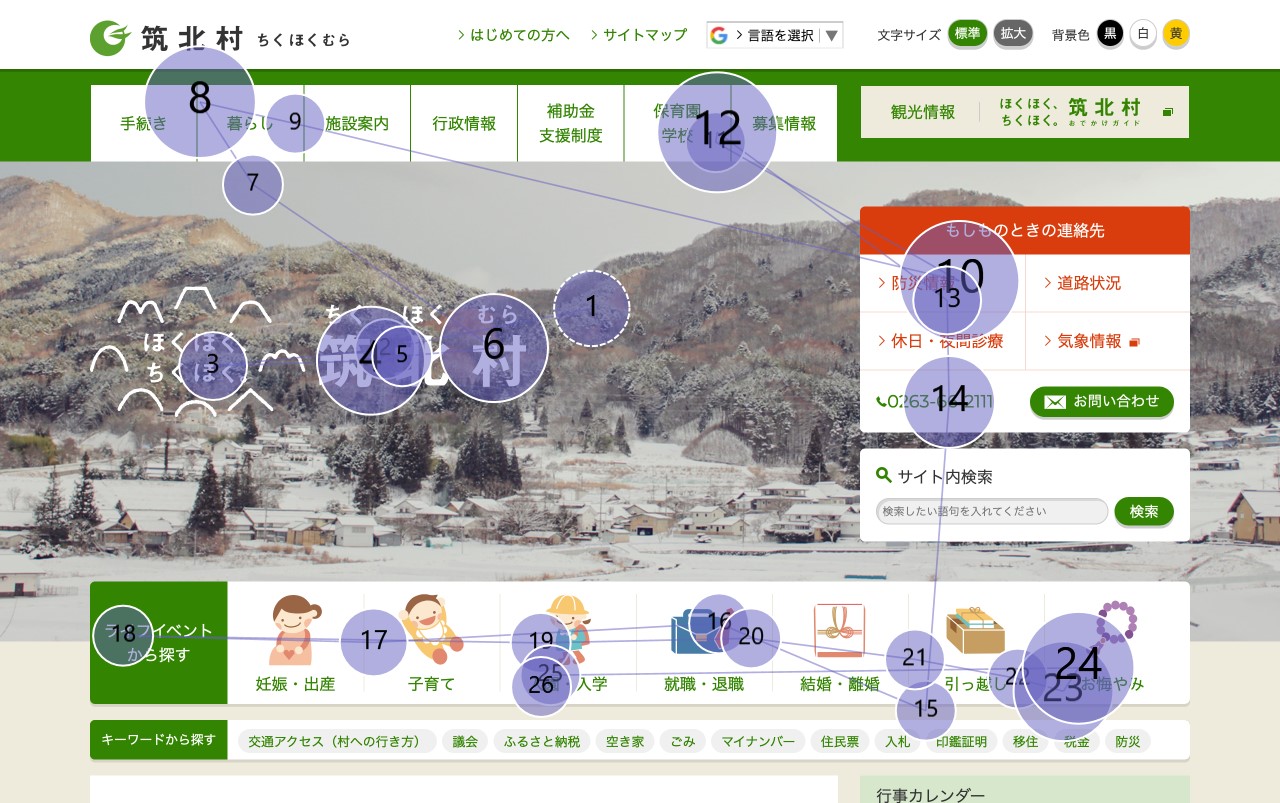 筑北村 ちくほくむら
はじめての方へ
サイトマップ
言語を選択
文字サイズ 標準 拡大
背景色 黒 白 黄
手続き
暮らし
施設案内
行政情報
補助金
支援制度
保育園
学校
募集情報
観光情報
ほくほく、
ちくほく。
筑北村
おでかけガイド
もしものときの連絡先
防災情報
道路状況
休日・夜間診療
気象情報
お問い合わせ
ほくほく、
ちくほく。
ちく ほく むら
筑北村
サイト内検索
検索したい語句を入れてください
検索
ライフイベント
から探す
妊娠・出産
子育て
入学
就職・退職
結婚・離婚
引っ越し
お悔やみ
キーワードから探す
交通アクセス（村への行き方）
議会
ふるさと納税
空き家
ごみ
マイナンバー
住民票
入札
印鑑証明
移住
税金
防災
行事カレンダー
1
3
5
6
7
8
9
10
12
13
14
15
16
17
18
19
20
21
22
23
24
25
26